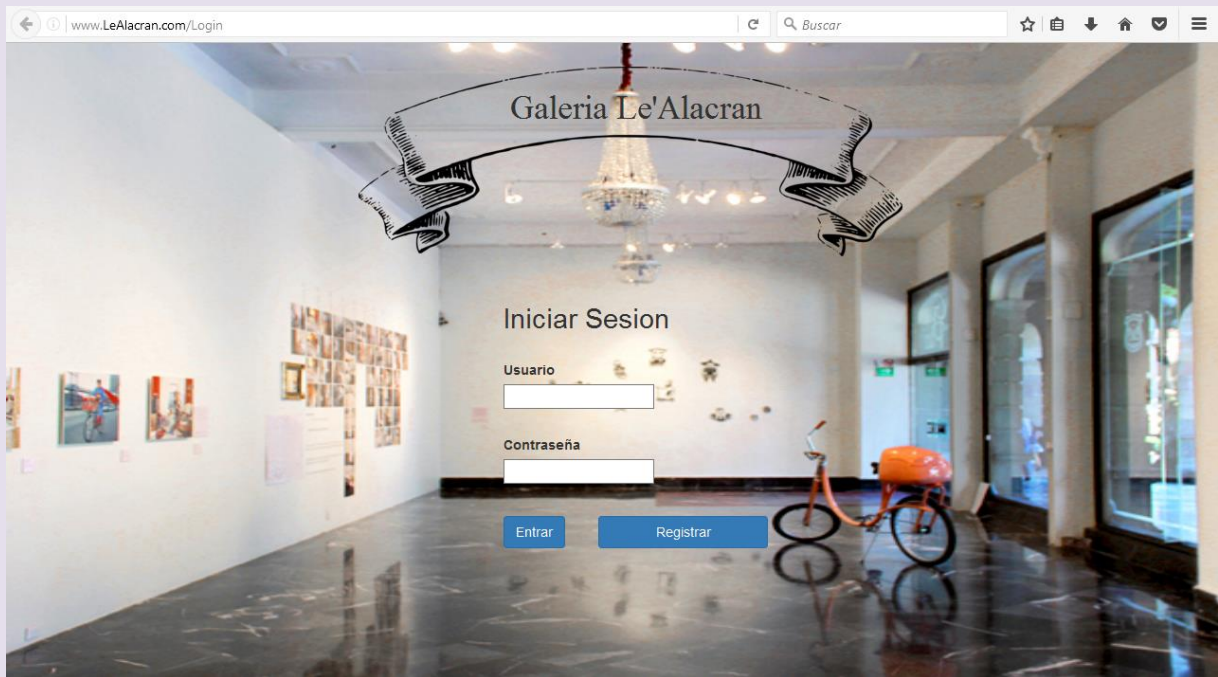 www.LeAlacran.com/Login
Buscar
Galeria Le'Alacran
Iniciar Sesion
Usuario
Contraseña
Entrar
Registrar